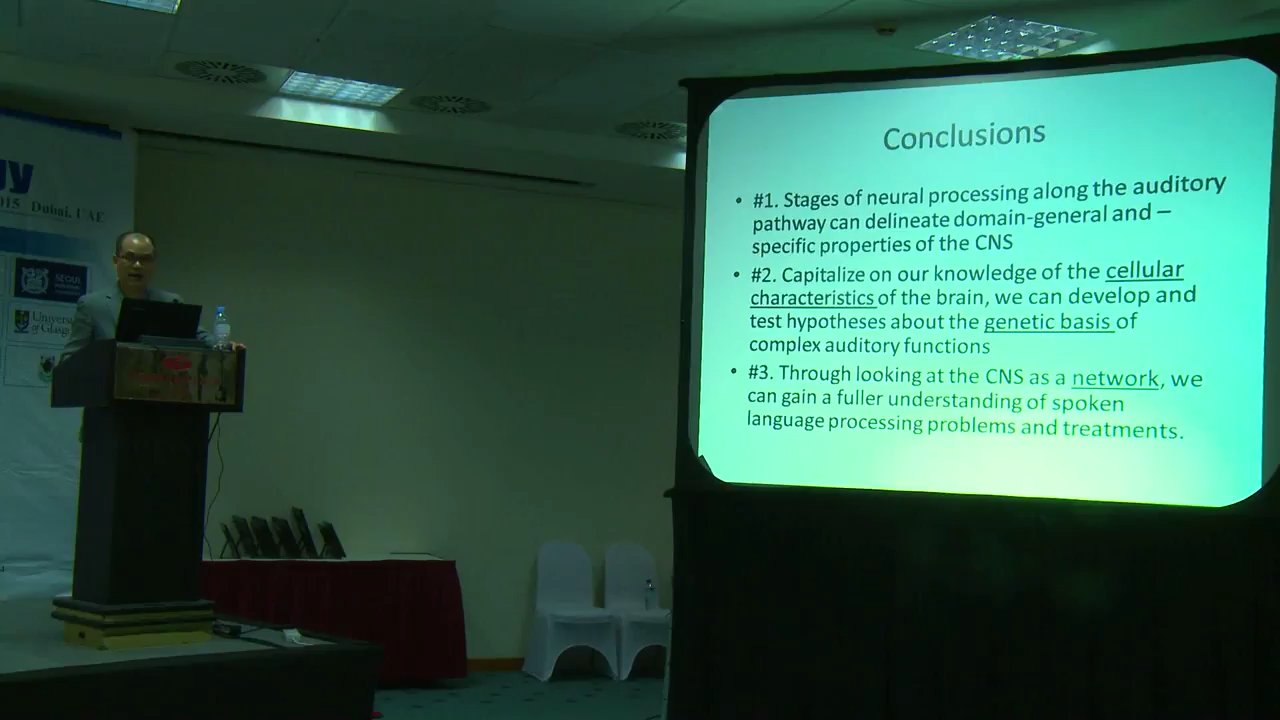 Conclusions
• #1. Stages of neural processing along the auditory
pathway can delineate domain-general and –
specific properties of the CNS
• #2. Capitalize on our knowledge of the cellular
characteristics of the brain, we can develop and
test hypotheses about the genetic basis of
complex auditory functions
• #3. Through looking at the CNS as a network, we
can gain a fuller understanding of spoken
language processing problems and treatments.
Dubai, UAE
SEOUL
of Glasg